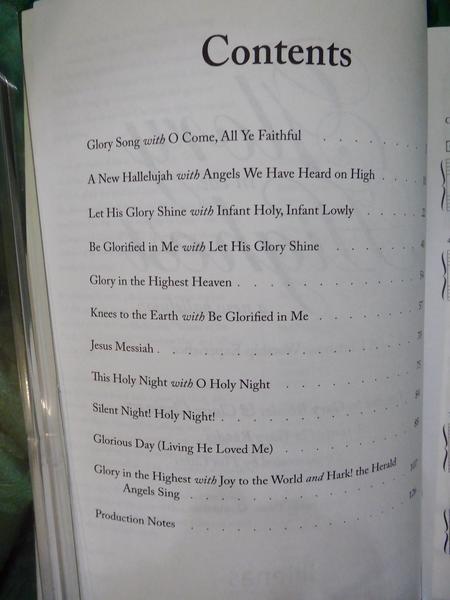 Contents
Glory Song with O Come, All Ye Faithful . . . . . . .
A New Hallelujah with Angels We Have Heard on High . . . .
Let His Glory Shine with Infant Holy, Infant Lowly . . . .
Be Glorified in Me with Let His Glory Shine . . . . . .
Glory in the Highest Heaven . . . . . . . . . .
Knees to the Earth with Be Glorified in Me . . . . . . 57
Jesus Messiah . . . . . . . . . . . . . .
This Holy Night with O Holy Night . . . . . . . 75
Silent Night! Holy Night! . . . . . . . . . . .
Glorious Day (Living He Loved Me) . . . . . . .
Glory in the Highest with Joy to the World and Hark! the Herald 107
Angels Sing . . . . . . . . . . .
Production Notes . . . . . . . . . . .